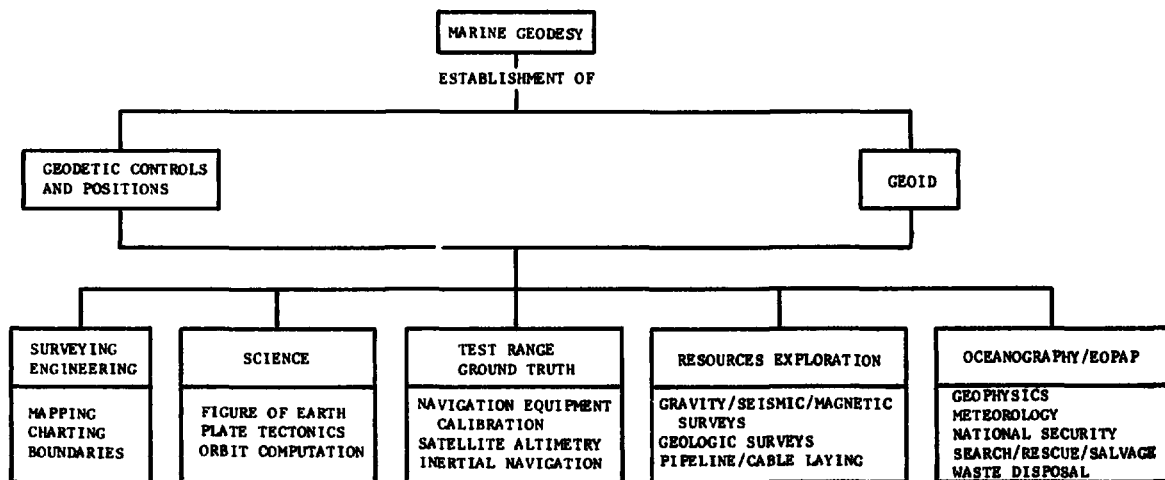 MARINE GEODESY
ESTABLISHMENT OF
GEODETIC CONTROLS
AND POSITIONS
GEOID
SURVEYING
ENGINEERING
MAPPING
CHARTING
BOUNDARIES
SCIENCE
FIGURE OF EARTH
PLATE TECTONICS
ORBIT COMPUTATION
TEST RANGE
GROUND TRUTH
NAVIGATION EQUIPMENT
CALIBRATION
SATELLITE ALTIMETRY
INERTIAL NAVIGATION
RESOURCES EXPLORATION
GRAVITY/SEISMIC/MAGNETIC
SURVEYS
GEOLOGIC SURVEYS
PIPELINE/CABLE LAYING
OCEANOGRAPHY/EOPAP
GEOPHYSICS
METEOROLOGY
NATIONAL SECURITY
SEARCH/RESCUE/SALVAGE
WASTE DISPOSAL